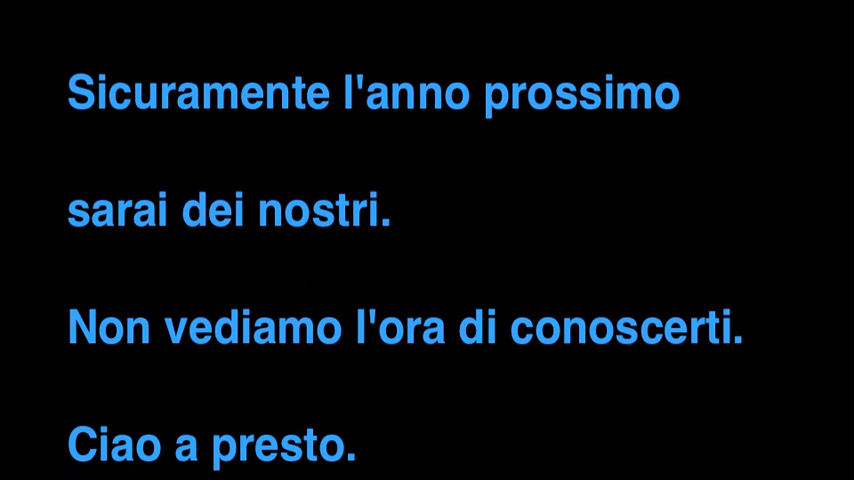 Sicuramente l'anno prossimo
sarai dei nostri.
Non vediamo l'ora di conoscerti.
Ciao a presto.